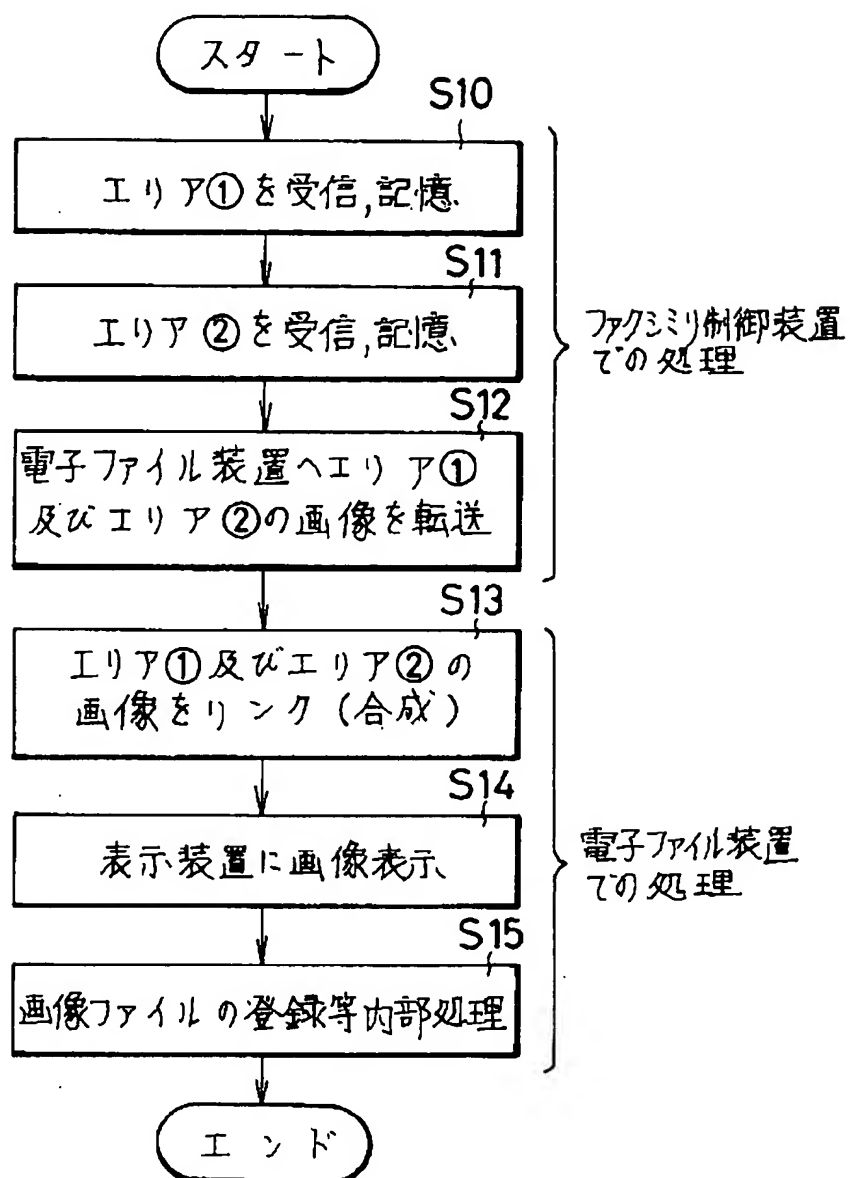 スタート
S10
エリア①を受信,記憶
S11
エリア②を受信,記憶
ファクシミリ制御装置
での処理
S12
電子ファイル装置へエリア①
及びエリア②の画像を転送
S13
エリア①及びエリア②の
画像をリンク(合成)
S14
表示装置に画像表示
電子ファイル装置
での処理
S15
画像ファイルの登録等内部処理
エンド